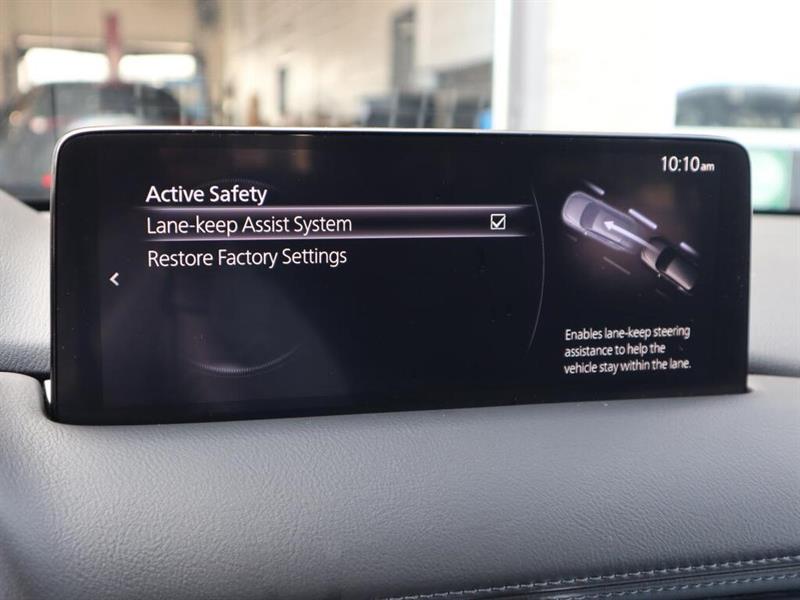 10:10am
Active Safety
Lane-keep Assist System
Restore Factory Settings
Enables lane-keep steering
assistance to help the
vehicle stay within the lane.